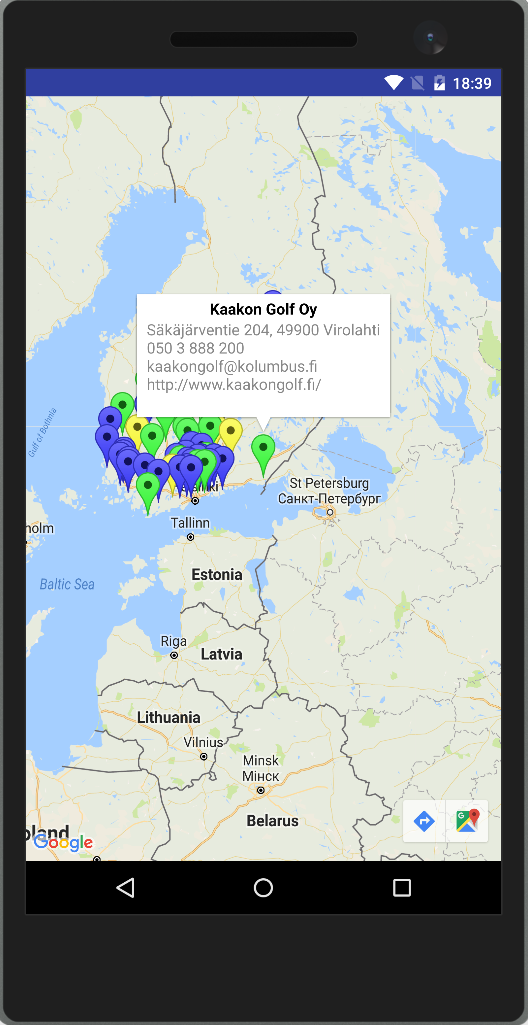 18:39
Kaakon Golf Oy
Säkäjärventie 204, 49900 Virolahti
050 3 888 200
kaakongolf@kolumbus.fi
http://www.kaakongolf.fi/
Gulf of Bothnia
St Petersburg
Санкт-Петербург
Tallinn
Estonia
Baltic Sea
Riga
Latvia
Lithuania
Vilnius
Minsk
Мінск
Belarus
Google